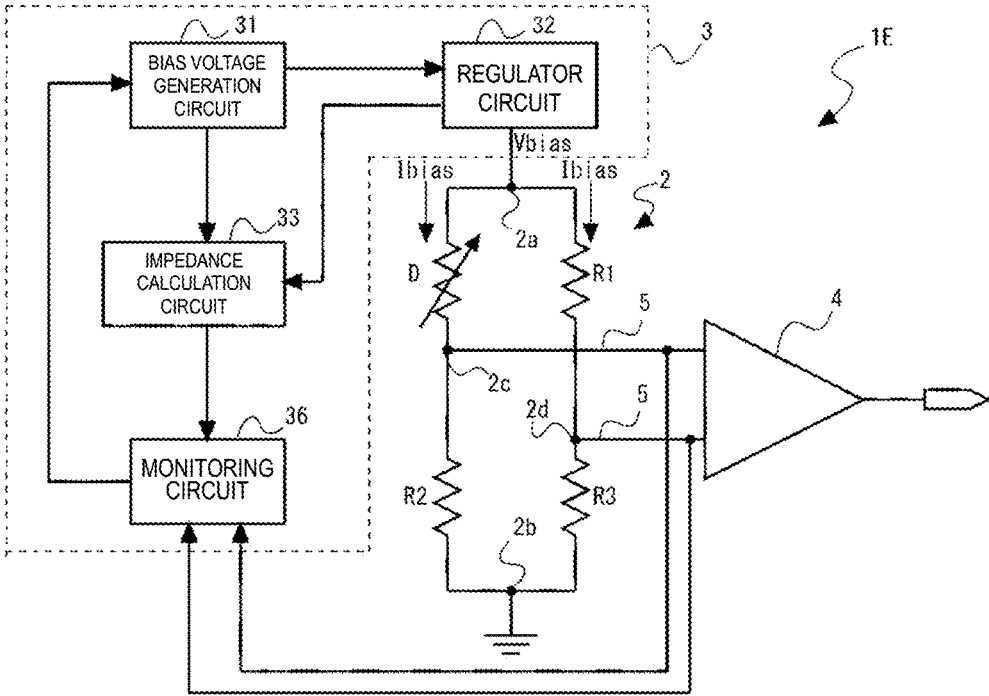 31
32
3
1E
BIAS VOLTAGE
GENERATION
CIRCUIT
REGULATOR
CIRCUIT
Vbias
Ibias
Ibias
2
33
2a
IMPEDANCE
CALCULATION
CIRCUIT
D
R1
5
4
2c
36
2d
5
MONITORING
CIRCUIT
R2
R3
2b